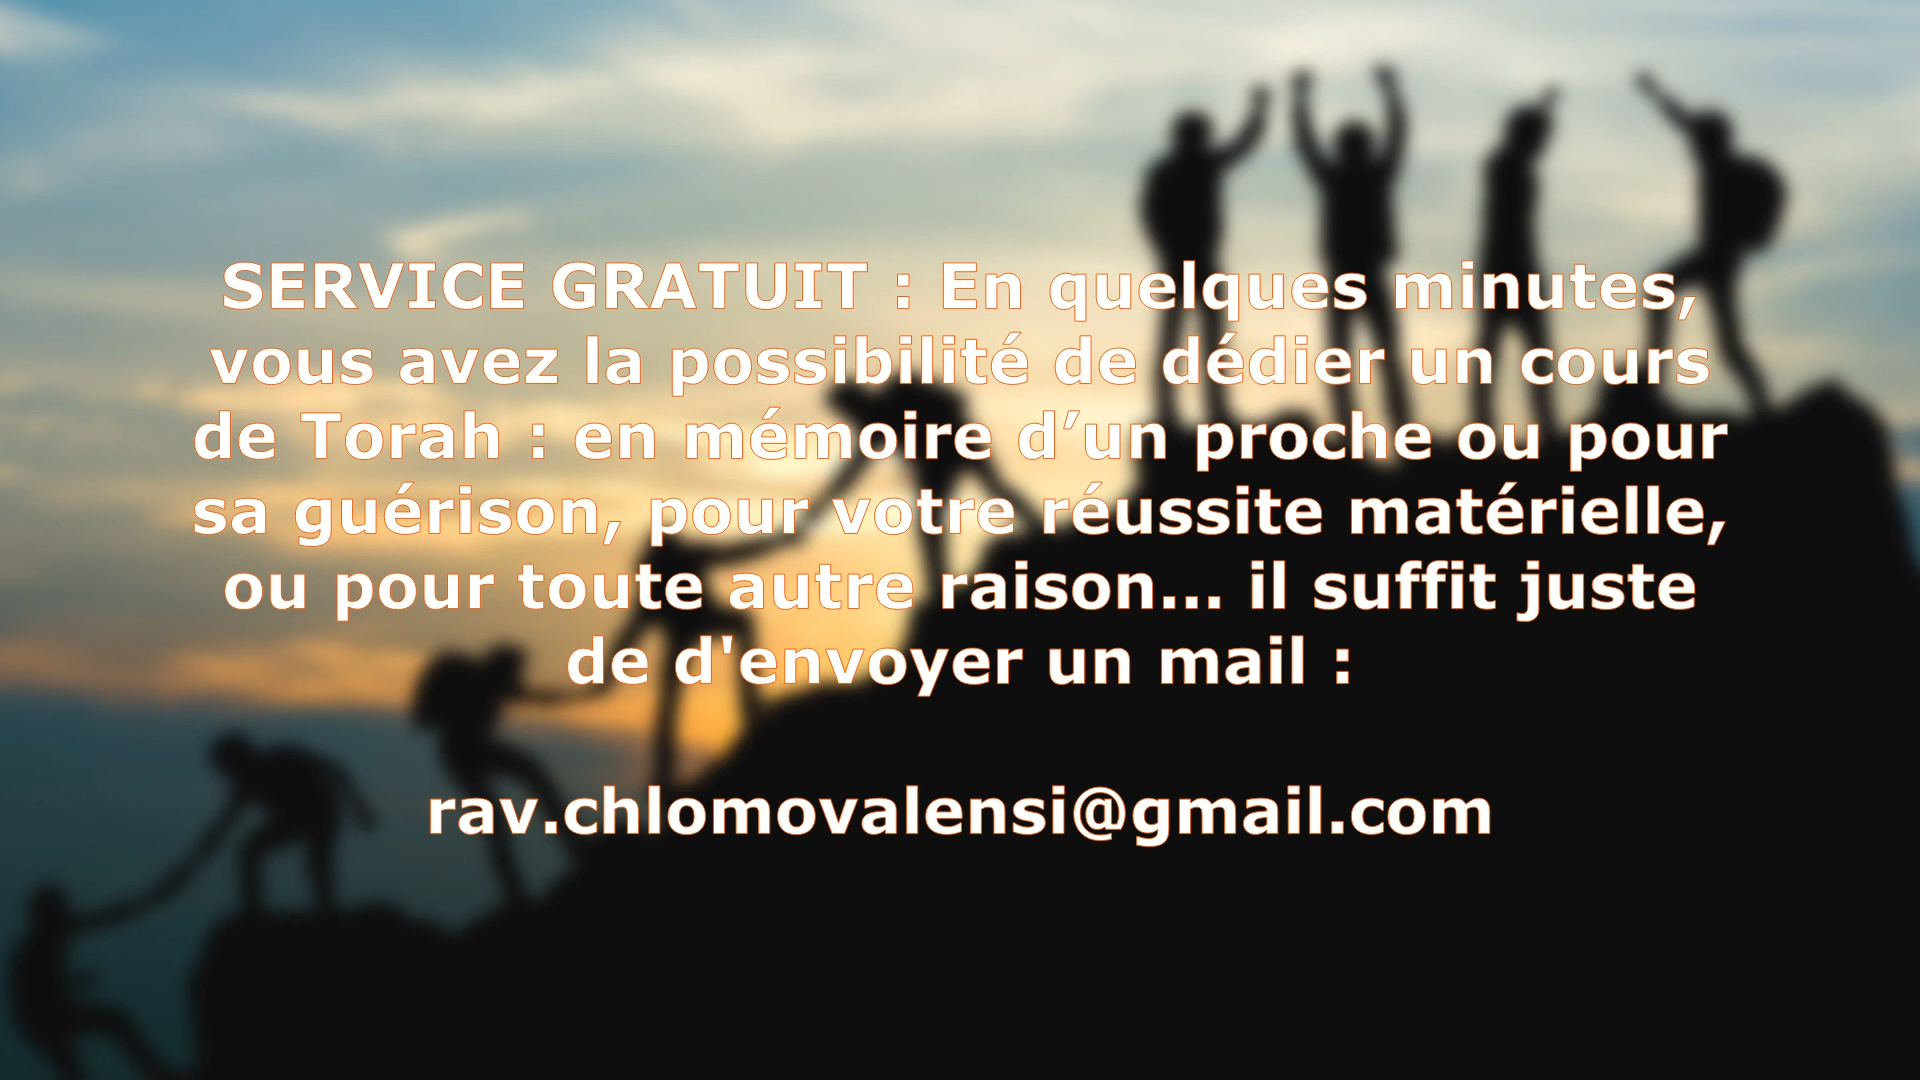 SERVICE GRATUIT : En quelques minutes,
vous avez la possibilité de dédier un cours
de Torah : en mémoire d’un proche ou pour
sa guérison, pour votre réussite matérielle,
ou pour toute autre raison... il suffit juste
de d'envoyer un mail :
rav.chlomovalensi@gmail.com